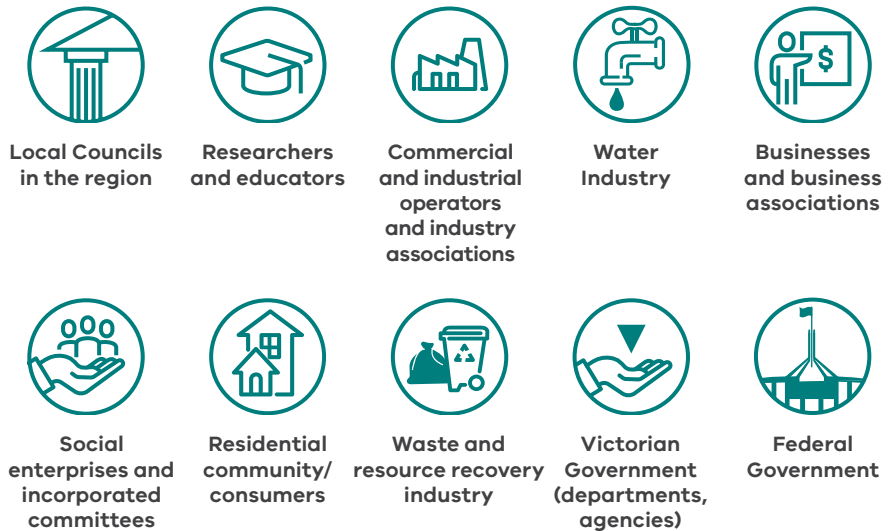 $
Local Councils
in the region
Researchers
and educators
Commercial
and industrial
operators
and industry
associations
Water
Industry
Businesses
and business
associations
Social
enterprises and
incorporated
committees
Residential
community/
consumers
Waste and
resource recovery
industry
Victorian
Government
(departments,
agencies)
Federal
Government